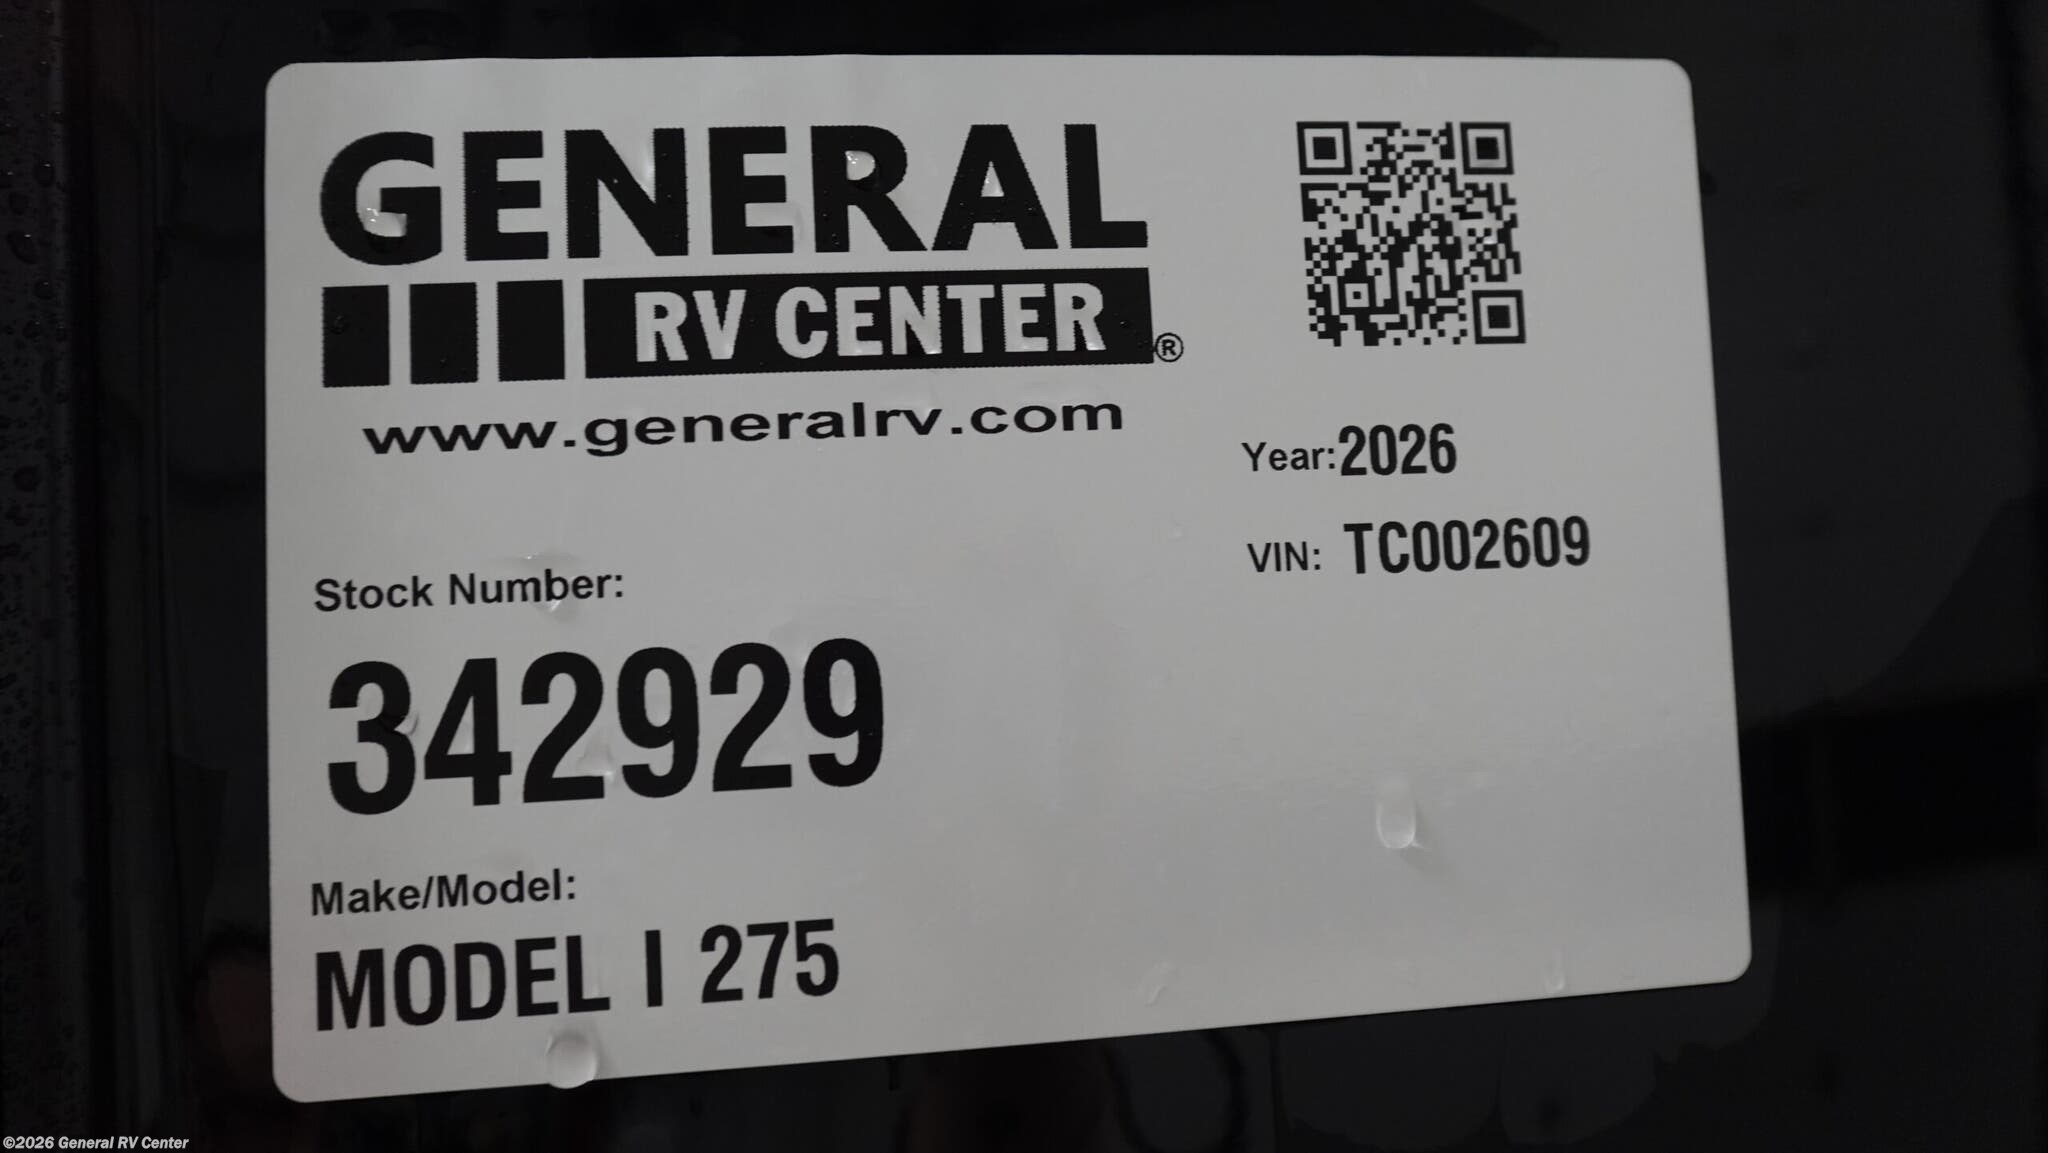 GENERAL
RV CENTER®
www.generalrv.com
Year: 2026
VIN: TC002609
Stock Number:
342929
Make/Model:
MODEL I 275
©2026 General RV Center